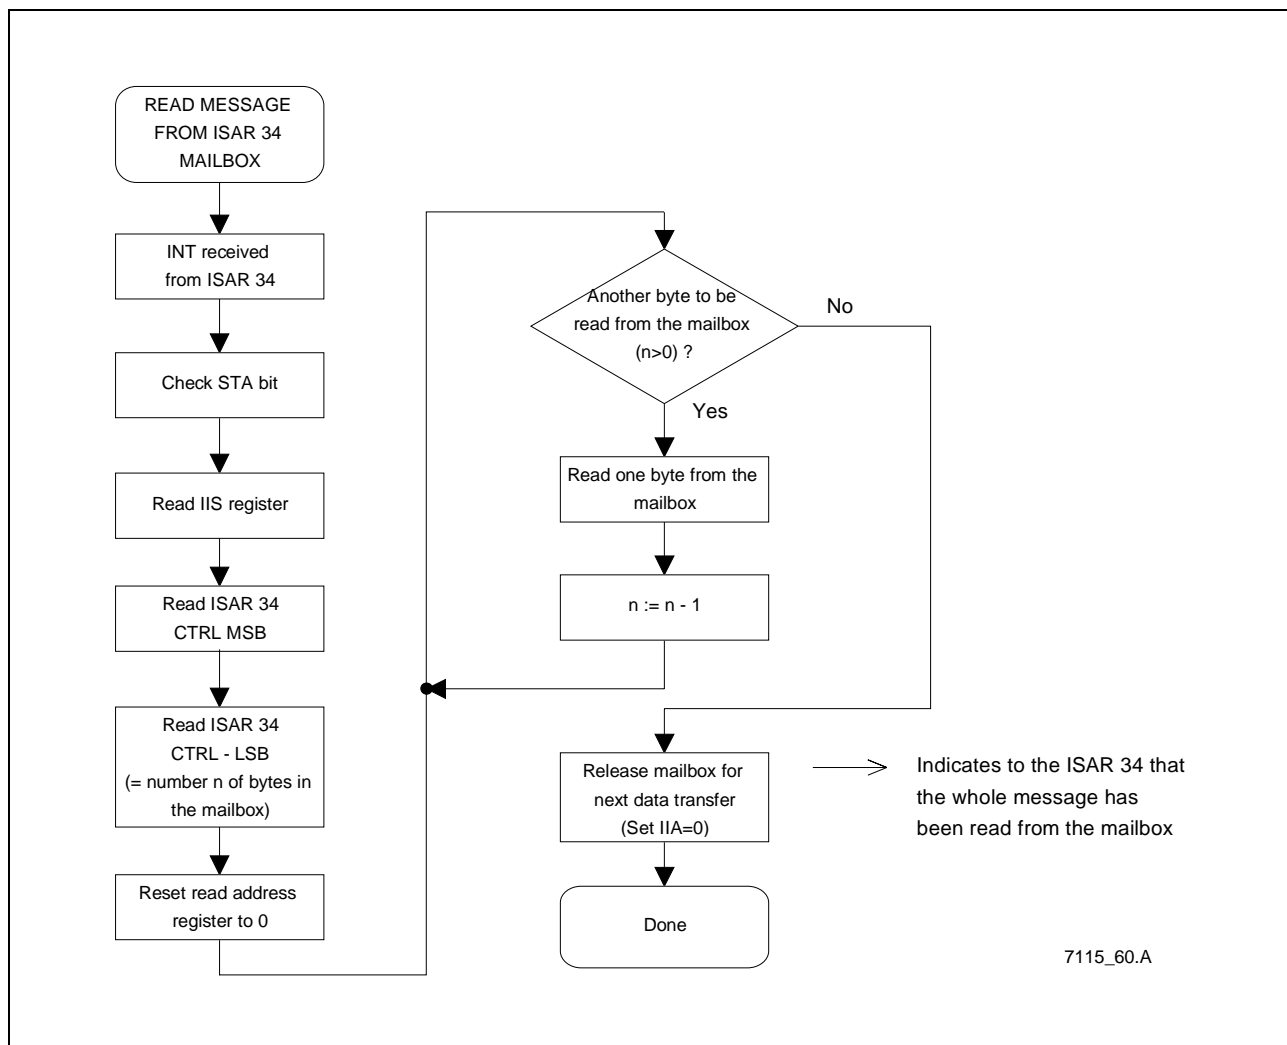 READ MESSAGE
FROM ISAR 34
MAILBOX
INT received
from ISAR 34
Check STA bit
Read IIS register
Read ISAR 34
CTRL MSB
Read ISAR 34
CTRL - LSB
(= number n of bytes in
the mailbox)
Reset read address
register to 0
Another byte to be
read from the mailbox
(n>0) ?
No
Yes
Read one byte from the
mailbox
n := n - 1
Release mailbox for
next data transfer
(Set IIA=0)
Indicates to the ISAR 34 that
the whole message has
been read from the mailbox
Done
7115_60.A